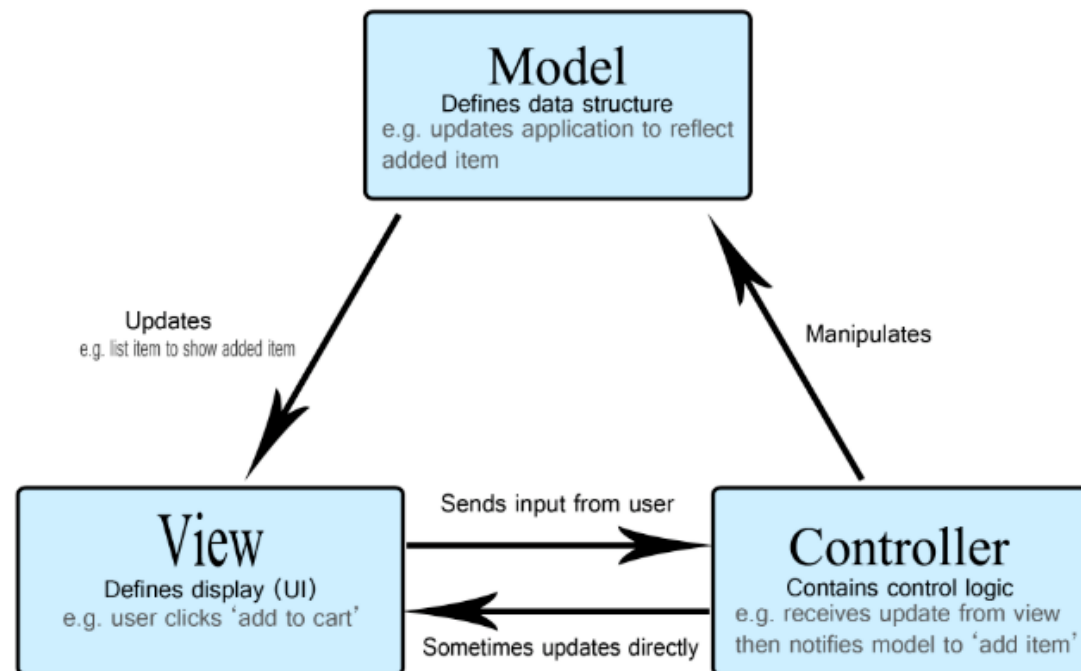 Model
Defines data structure
e.g. updates application to reflect
added item
Updates
e.g. list item to show added item
Manipulates
View
Defines display (UI)
e.g. user clicks ‘add to cart’
Sends input from user
Sometimes updates directly
Controller
Contains control logic
e.g. receives update from view
then notifies model to ‘add item’